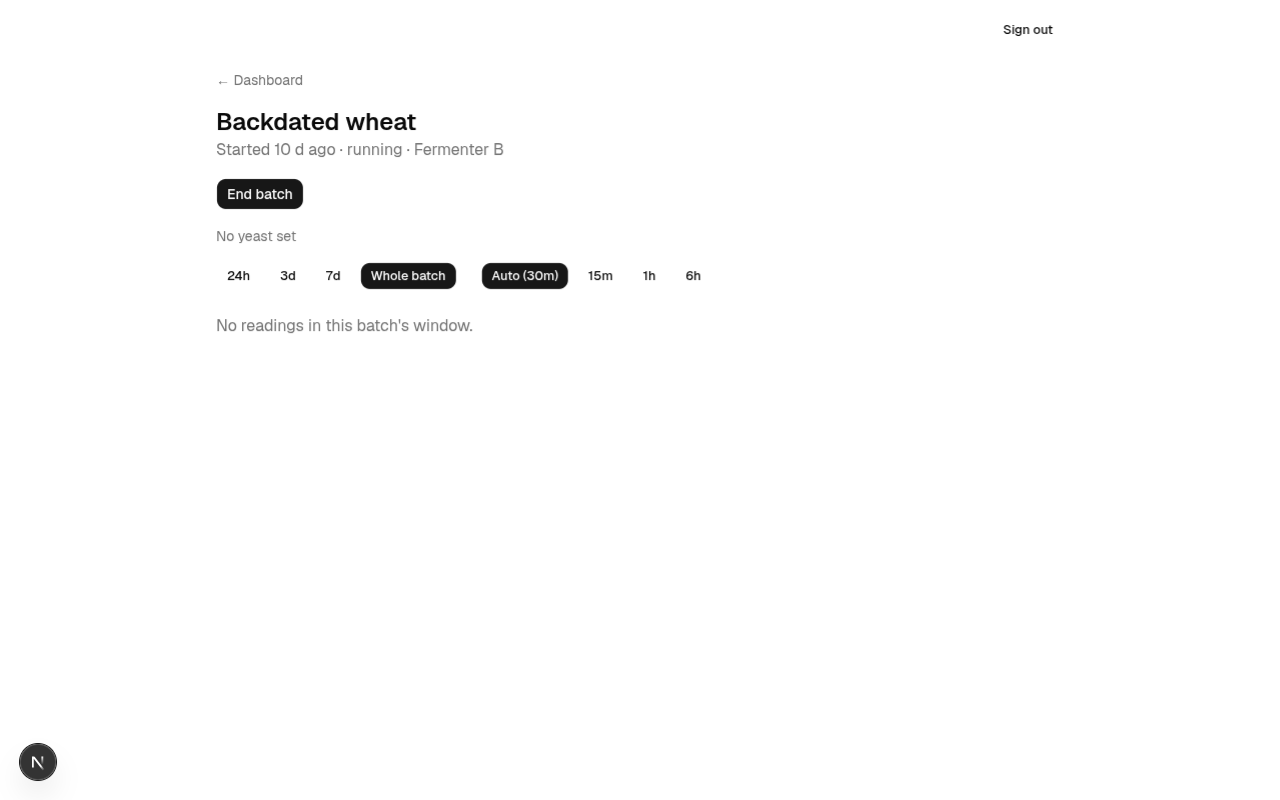 Sign out
← Dashboard
Backdated wheat
Started 10 d ago · running · Fermenter B
End batch
No yeast set
24h 3d 7d Whole batch Auto (30m) 15m 1h 6h
No readings in this batch's window.
N